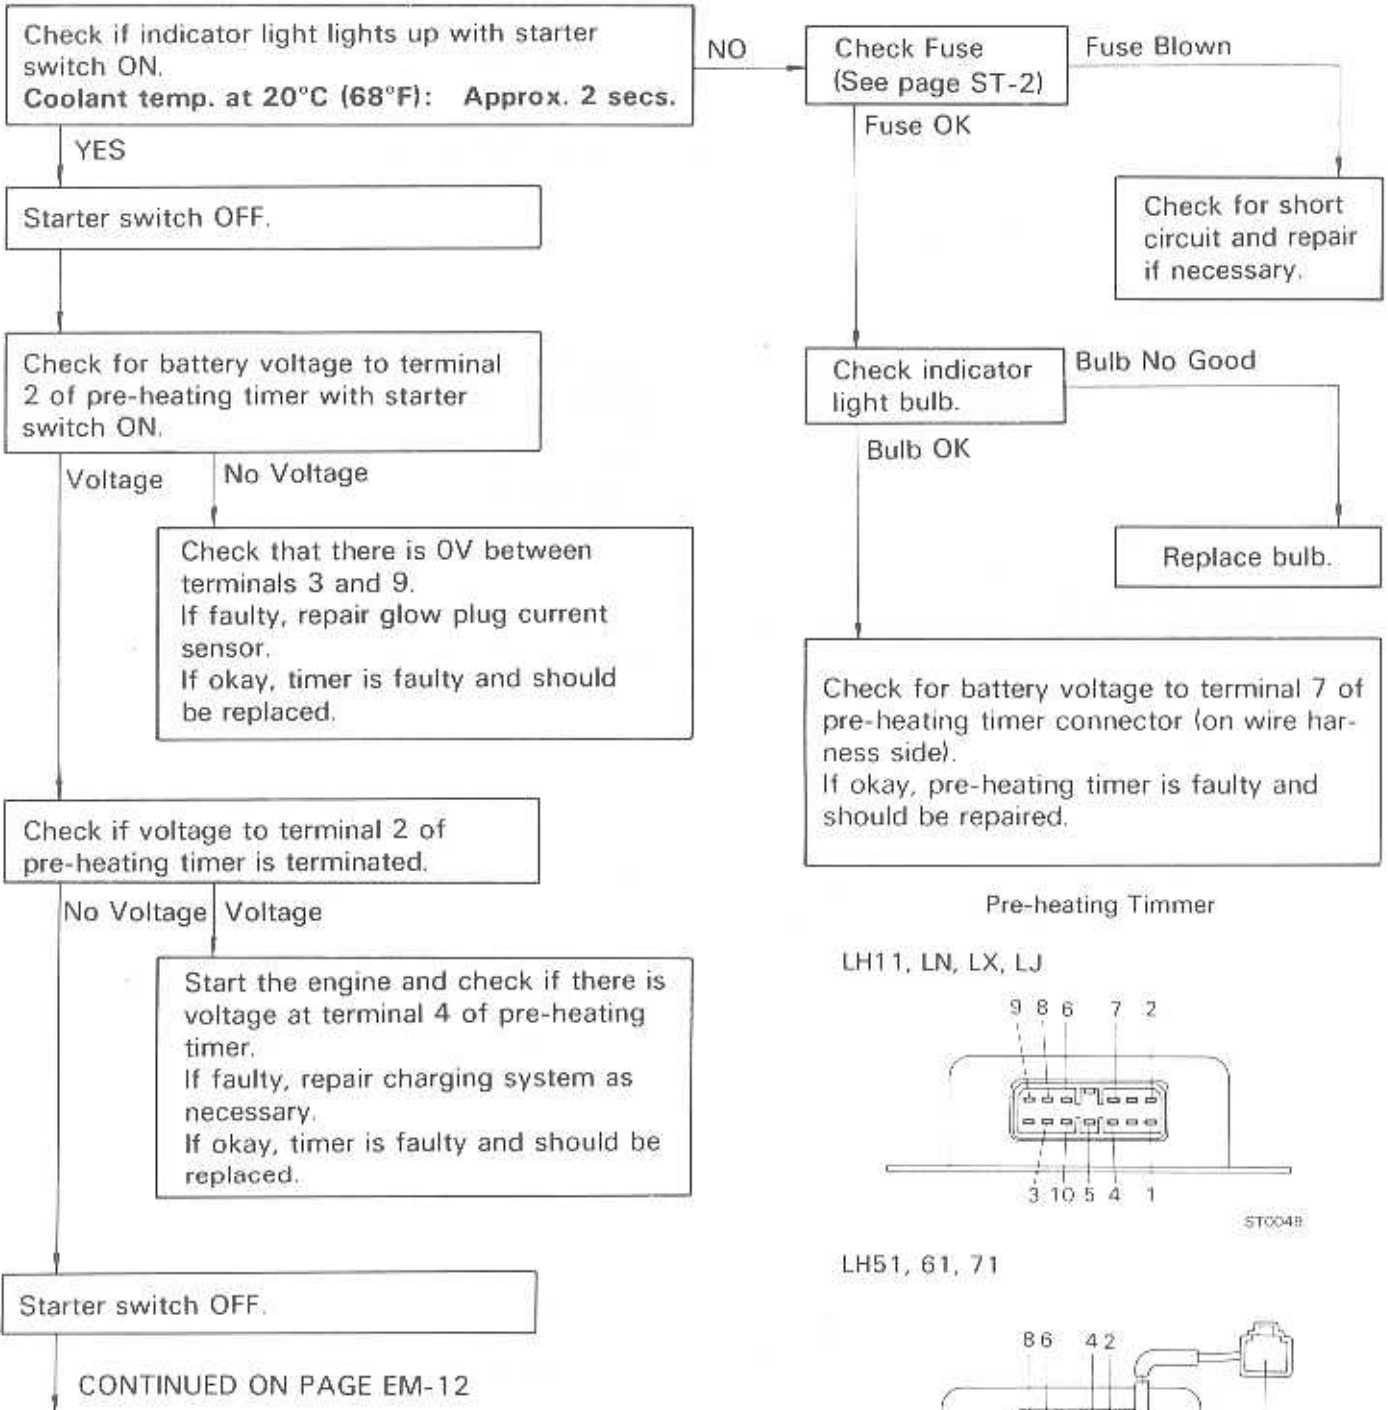 Check if indicator light lights up with starter
switch ON.
Coolant temp. at 20°C (68°F): Approx. 2 secs.
NO
Check Fuse
(See page ST-2)
Fuse Blown
Fuse OK
Check for short
circuit and repair
if necessary.
YES
Starter switch OFF.
Check for battery voltage to terminal
2 of pre-heating timer with starter
switch ON.
Check indicator
light bulb.
Bulb No Good
Bulb OK
Replace bulb.
Voltage
No Voltage
Check that there is 0V between
terminals 3 and 9.
If faulty, repair glow plug current
sensor.
If okay, timer is faulty and should
be replaced.
Check for battery voltage to terminal 7 of
pre-heating timer connector (on wire har-
ness side).
If okay, pre-heating timer is faulty and
should be repaired.
Check if voltage to terminal 2 of
pre-heating timer is terminated.
No Voltage
Voltage
Start the engine and check if there is
voltage at terminal 4 of pre-heating
timer.
If faulty, repair charging system as
necessary.
If okay, timer is faulty and should be
replaced.
Starter switch OFF.
CONTINUED ON PAGE EM-12
Pre-heating Timmer
LH11, LN, LX, LJ
9 8 6 7 2
3 10 5 4 1
ST0049
LH51, 61, 71
8 6 4 2